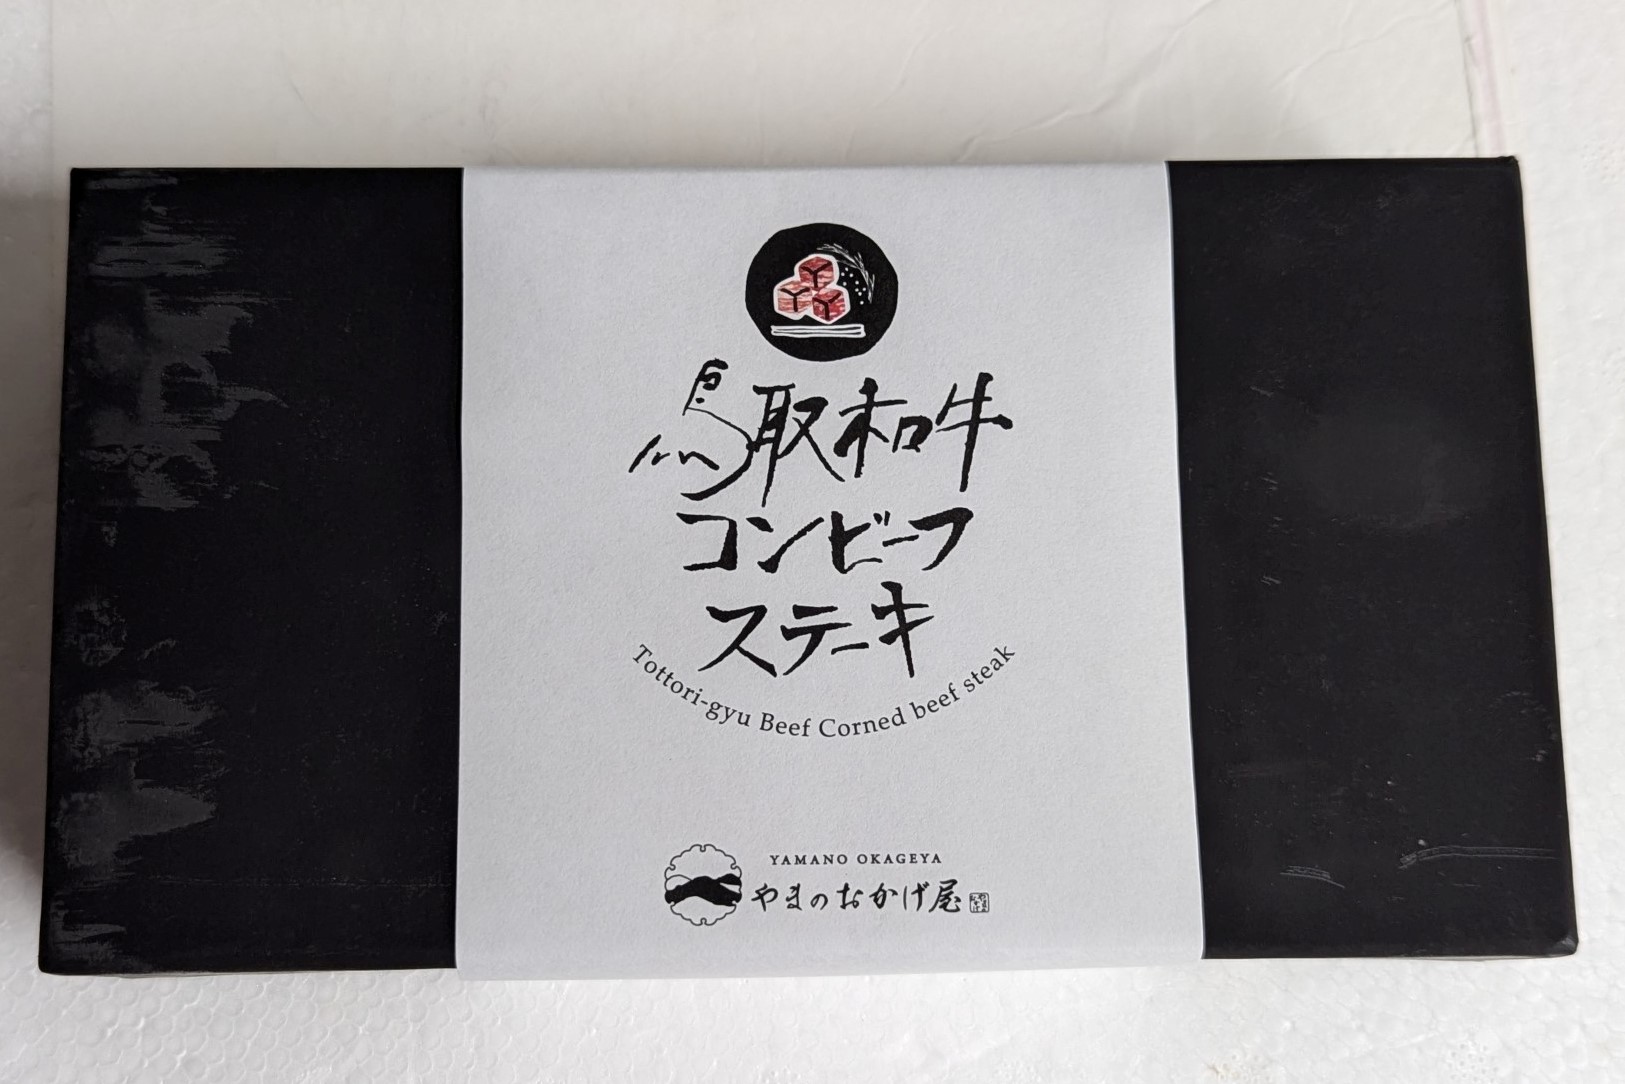 鳥取和牛
コンビーフ
ステーキ
Tottori-gyu Beef Corned beef steak
YAMANO OKAGEYA
やまのおかげ屋